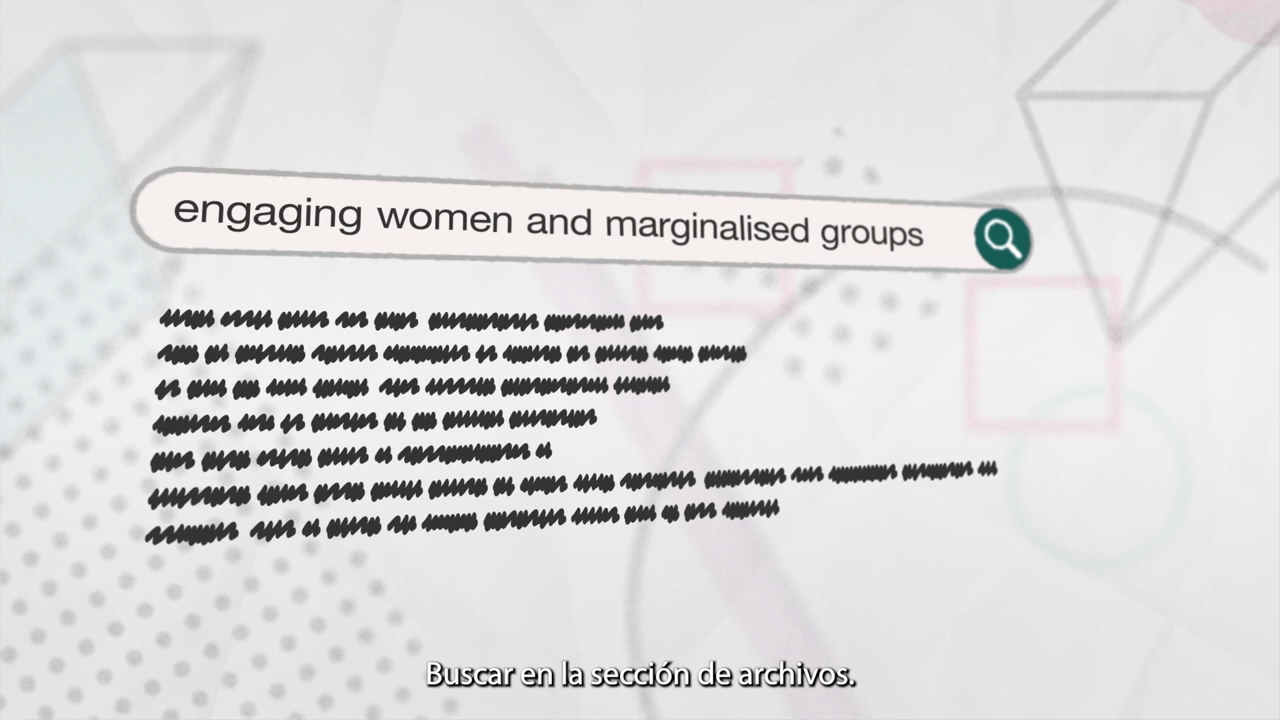 engaging women and marginalised groups
Buscar en la sección de archivos.